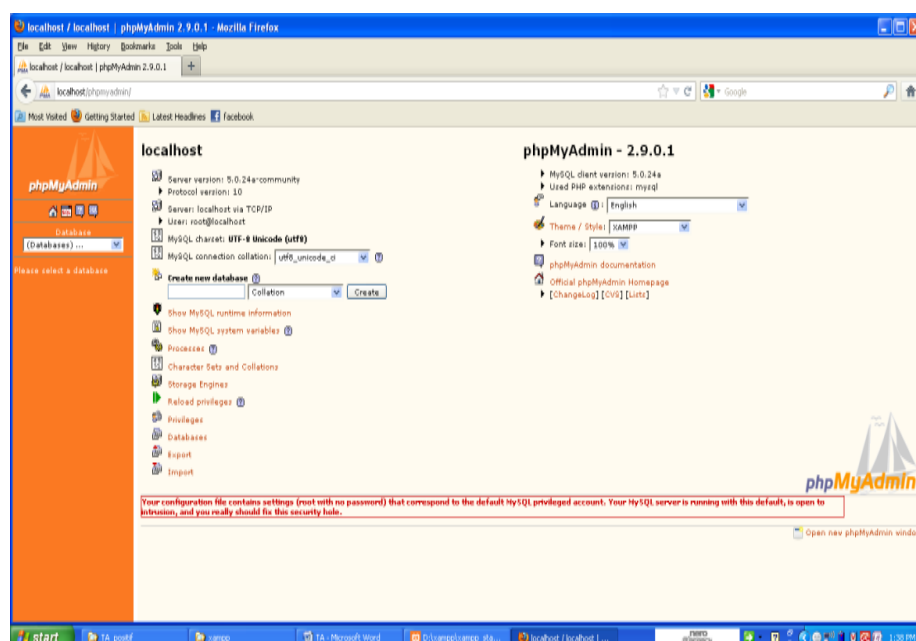 localhost / localhost | phpMyAdmin 2.9.0.1 - Mozilla Firefox
File Edit View History Bookmarks Tools Help
localhost / localhost | phpMyAdmin 2.9.0.1 +
localhost/phpmyadmin/
Google
Most Visited Getting Started Latest Headlines facebook
phpMyAdmin
Database
(Databases) ...
Please select a database
localhost
Server version: 5.0.24a-community
Protocol version: 10
Server: localhost via TCP/IP
User: root@localhost
MySQL charset: UTF-8 Unicode (utf8)
MySQL connection collation: utf8_unicode_ci
Create new database
Collation Create
Show MySQL runtime information
Show MySQL system variables
Processes
Character Sets and Collations
Storage Engines
Reload privileges
Privileges
Databases
Export
Import
phpMyAdmin - 2.9.0.1
MySQL client version: 5.0.24a
Used PHP extensions: mysql
Language: English
Theme / Style: XAMPP
Font size: 100%
phpMyAdmin documentation
Official phpMyAdmin Homepage
[ChangeLog] [CVS] [Lists]
phpMyAdmin
Your configuration file contains settings (root with no password) that correspond to the default MySQL privileged account. Your MySQL server is running with this default, is open to
intrusion, and you really should fix this security hole.
Open new phpMyAdmin windo
start TA_postif xampp TA - Microsoft Word D:\xampp\xampp_sta... localhost / localhost | ... nero 1:38 PM